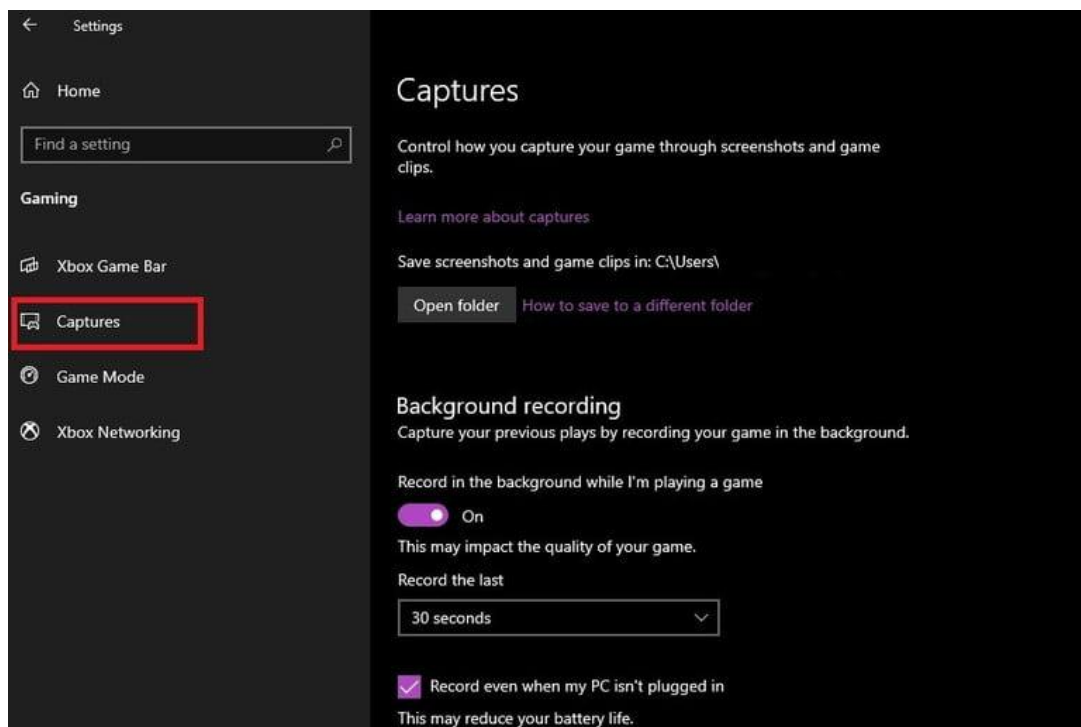 Settings
Home
Find a setting
Gaming
Xbox Game Bar
Captures
Game Mode
Xbox Networking
Captures
Control how you capture your game through screenshots and game
clips.
Learn more about captures
Save screenshots and game clips in: C:\Users\
Open folder How to save to a different folder
Background recording
Capture your previous plays by recording your game in the background.
Record in the background while I'm playing a game
On
This may impact the quality of your game.
Record the last
30 seconds
Record even when my PC isn't plugged in
This may reduce your battery life.